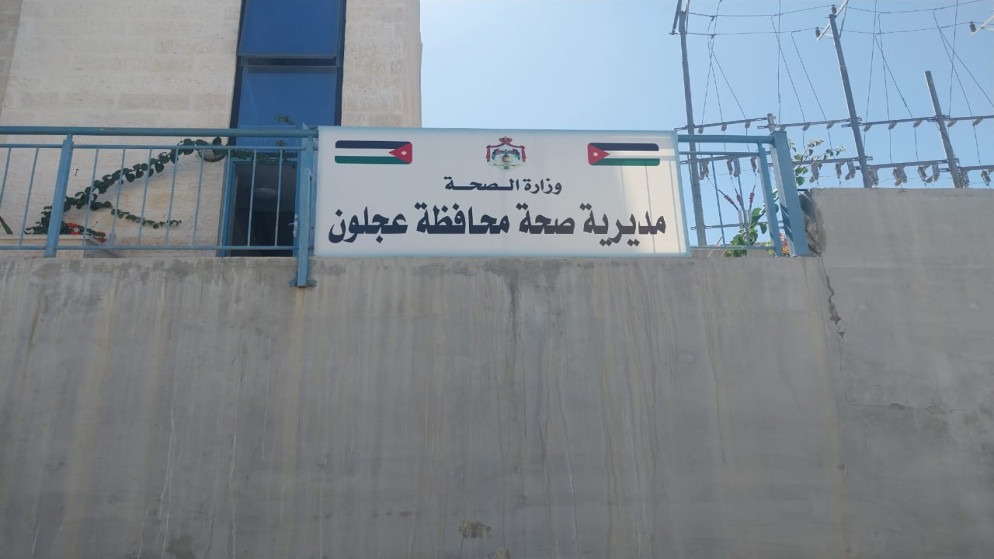 وزارة الصحة
مديرية صحة محافظة عجلون